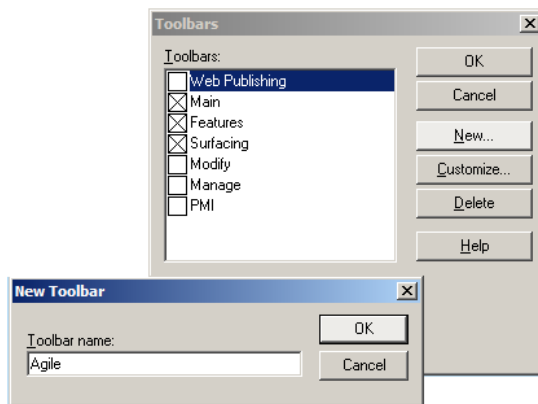 Toolbars
Toolbars:
Web Publishing
Main
Features
Surfacing
Modify
Manage
PMI
OK
Cancel
New...
Customize...
Delete
Help
New Toolbar
Toolbar name:
Agile
OK
Cancel